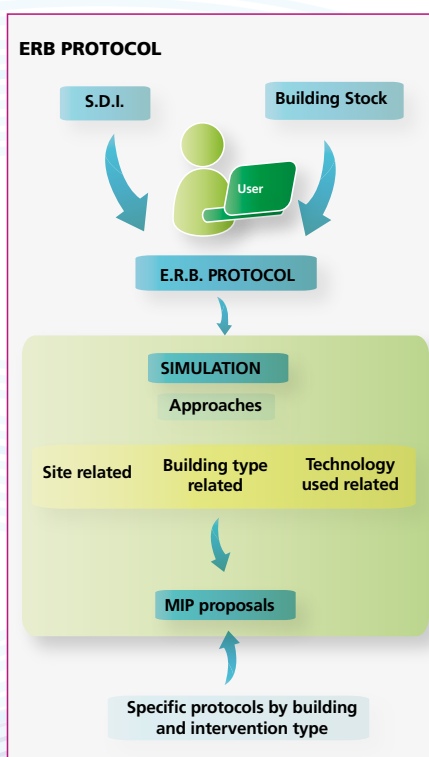 ERB PROTOCOL
S.D.I.
Building Stock
User
E.R.B. PROTOCOL
SIMULATION
Approaches
Site related
Building type
related
Technology
used related
MIP proposals
Specific protocols by building
and intervention type